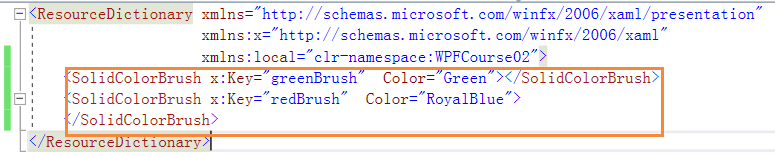 <ResourceDictionary xmlns="http://schemas.microsoft.com/winfx/2006/xaml/presentation"
xmlns:x="http://schemas.microsoft.com/winfx/2006/xaml"
xmlns:local="clr-namespace:WPFCourse02">
<SolidColorBrush x:Key="greenBrush" Color="Green"></SolidColorBrush>
<SolidColorBrush x:Key="redBrush" Color="RoyalBlue">
</SolidColorBrush>
</ResourceDictionary>